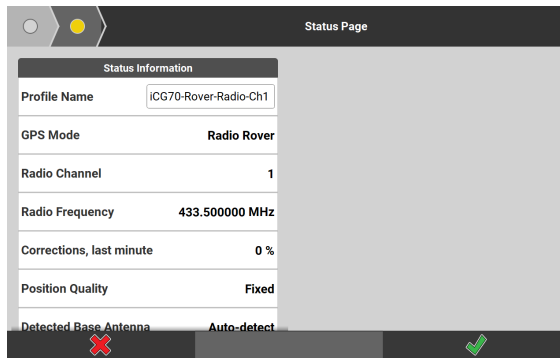 Status Page
Status Information
Profile Name iCG70-Rover-Radio-Ch1
GPS Mode Radio Rover
Radio Channel 1
Radio Frequency 433.500000 MHz
Corrections, last minute 0 %
Position Quality Fixed
Detected Base Antenna Auto-detect